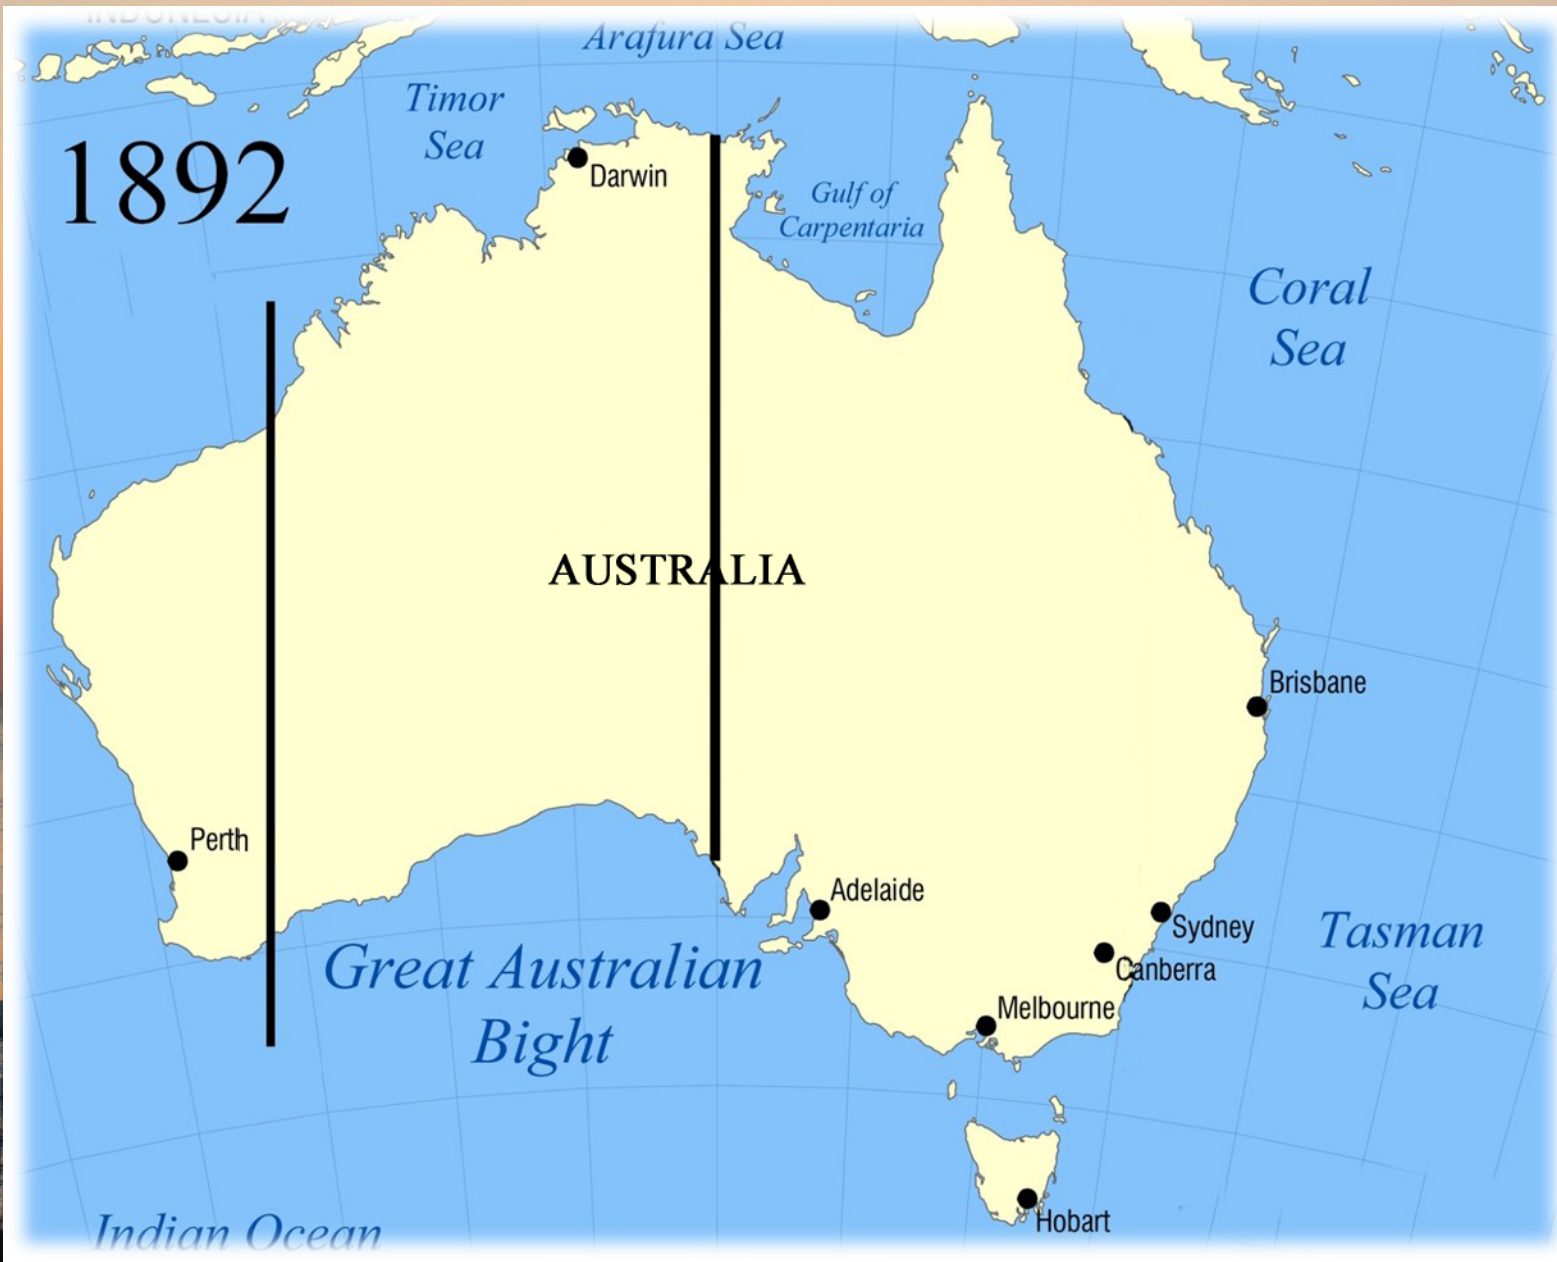 INDONESIA
Arafura Sea
Timor
Sea
1892
Darwin
Gulf of
Carpentaria
Coral
Sea
AUSTRALIA
Brisbane
Perth
Adelaide
Sydney
Tasman
Sea
Great Australian
Bight
Canberra
Melbourne
Hobart
Indian Ocean